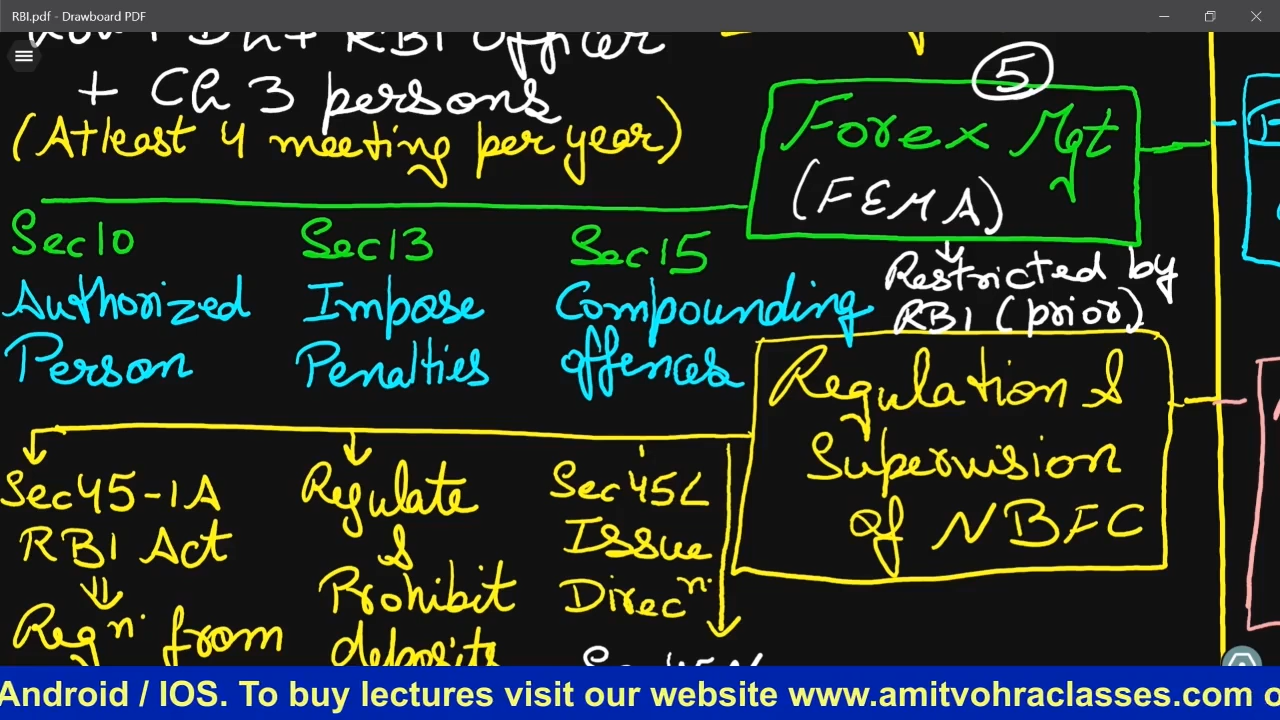 RBI.pdf - Drawboard PDF
+ RBI officer
+ Ch 3 persons
(Atleast 4 meeting per year)
5
Forex Mgt
(FEMA)
Restricted by
RBI (prior)
Sec 10
Authorized
Person
Sec 13
Impose
Penalties
Sec 15
Compounding
offences
Regulation &
Supervision
of NBFC
Sec 45-IA
RBI Act
Regn. from
Regulate
&
Prohibit
deposits
Sec 45L
Issue
Direcn.
Android / IOS. To buy lectures visit our website www.amitvohraclasses.com o